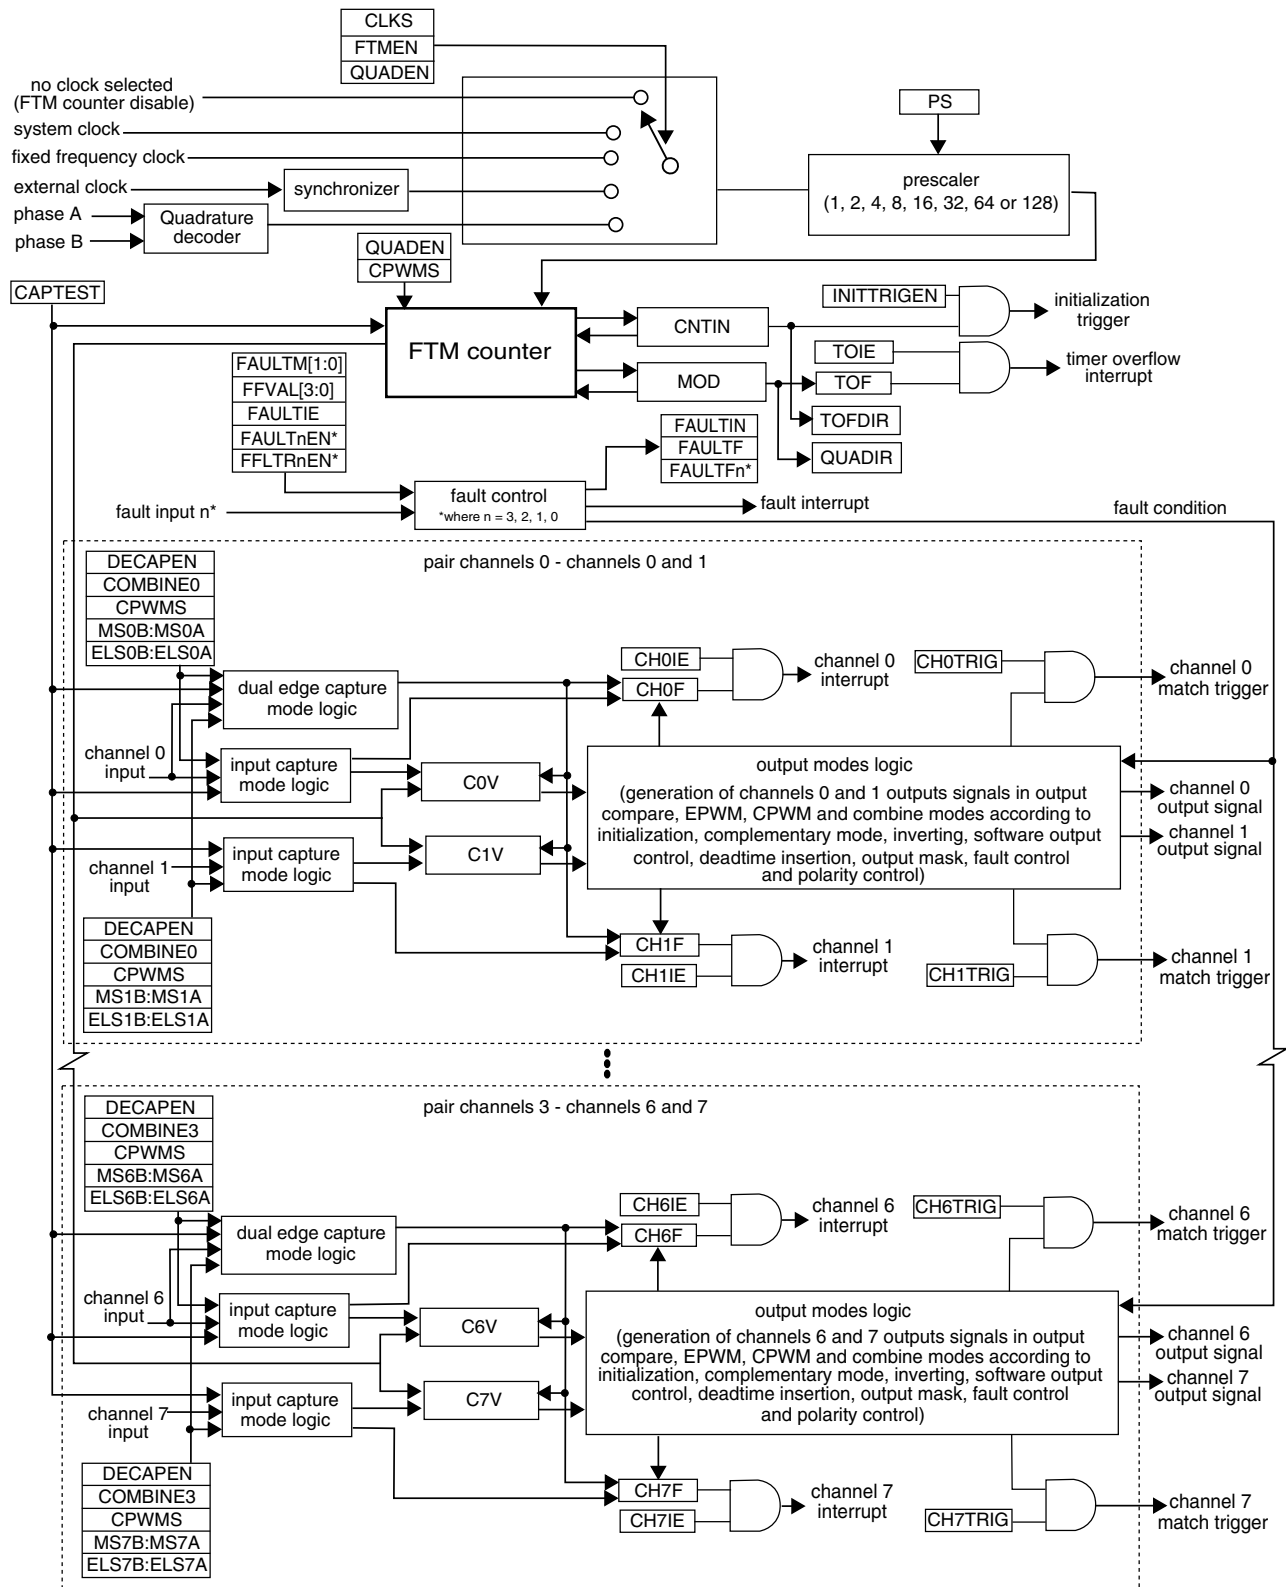 CLKS
FTMEN
QUADEN
no clock selected
(FTM counter disable)
system clock
fixed frequency clock
external clock
synchronizer
phase A
phase B
Quadrature
decoder
PS
prescaler
(1, 2, 4, 8, 16, 32, 64 or 128)
QUADEN
CPWMS
CAPTEST
FTM counter
CNTIN
MOD
INITTRIGEN
initialization
trigger
TOIE
TOF
timer overflow
interrupt
TOFDIR
QUADIR
FAULTM[1:0]
FFVAL[3:0]
FAULTIE
FAULTnEN*
FFLTRnEN*
FAULTIN
FAULTF
FAULTFn*
fault input n*
fault control
*where n = 3, 2, 1, 0
fault interrupt
fault condition
pair channels 0 - channels 0 and 1
DECAPEN
COMBINE0
CPWMS
MS0B:MS0A
ELS0B:ELS0A
dual edge capture
mode logic
CH0IE
CH0F
channel 0
interrupt
CH0TRIG
channel 0
match trigger
channel 0
input
input capture
mode logic
C0V
output modes logic
(generation of channels 0 and 1 outputs signals in output
compare, EPWM, CPWM and combine modes according to
initialization, complementary mode, inverting, software output
control, deadtime insertion, output mask, fault control
and polarity control)
channel 0
output signal
channel 1
output signal
channel 1
input
input capture
mode logic
C1V
DECAPEN
COMBINE0
CPWMS
MS1B:MS1A
ELS1B:ELS1A
CH1F
CH1IE
channel 1
interrupt
CH1TRIG
channel 1
match trigger
pair channels 3 - channels 6 and 7
DECAPEN
COMBINE3
CPWMS
MS6B:MS6A
ELS6B:ELS6A
dual edge capture
mode logic
CH6IE
CH6F
channel 6
interrupt
CH6TRIG
channel 6
match trigger
channel 6
input
input capture
mode logic
C6V
output modes logic
(generation of channels 6 and 7 outputs signals in output
compare, EPWM, CPWM and combine modes according to
initialization, complementary mode, inverting, software output
control, deadtime insertion, output mask, fault control
and polarity control)
channel 6
output signal
channel 7
output signal
channel 7
input
input capture
mode logic
C7V
DECAPEN
COMBINE3
CPWMS
MS7B:MS7A
ELS7B:ELS7A
CH7F
CH7IE
channel 7
interrupt
CH7TRIG
channel 7
match trigger